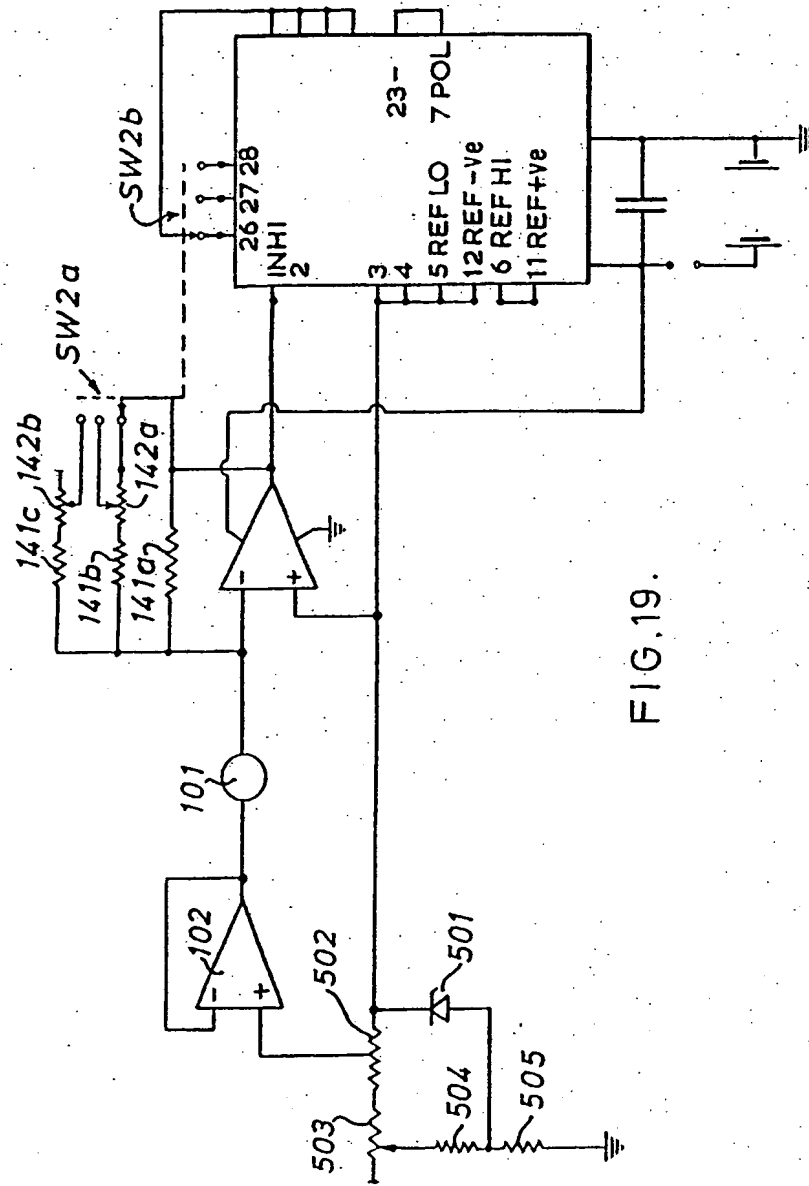 SW2b
SW2a
141c
142b
141b
142a
141a
26
27
28
INHI
2
23-
7 POL
3
4
5 REF LO
12 REF -ve
6 REF HI
11 REF+ve
-
+
101
102
-
+
502
501
503
504
505
FIG.19.